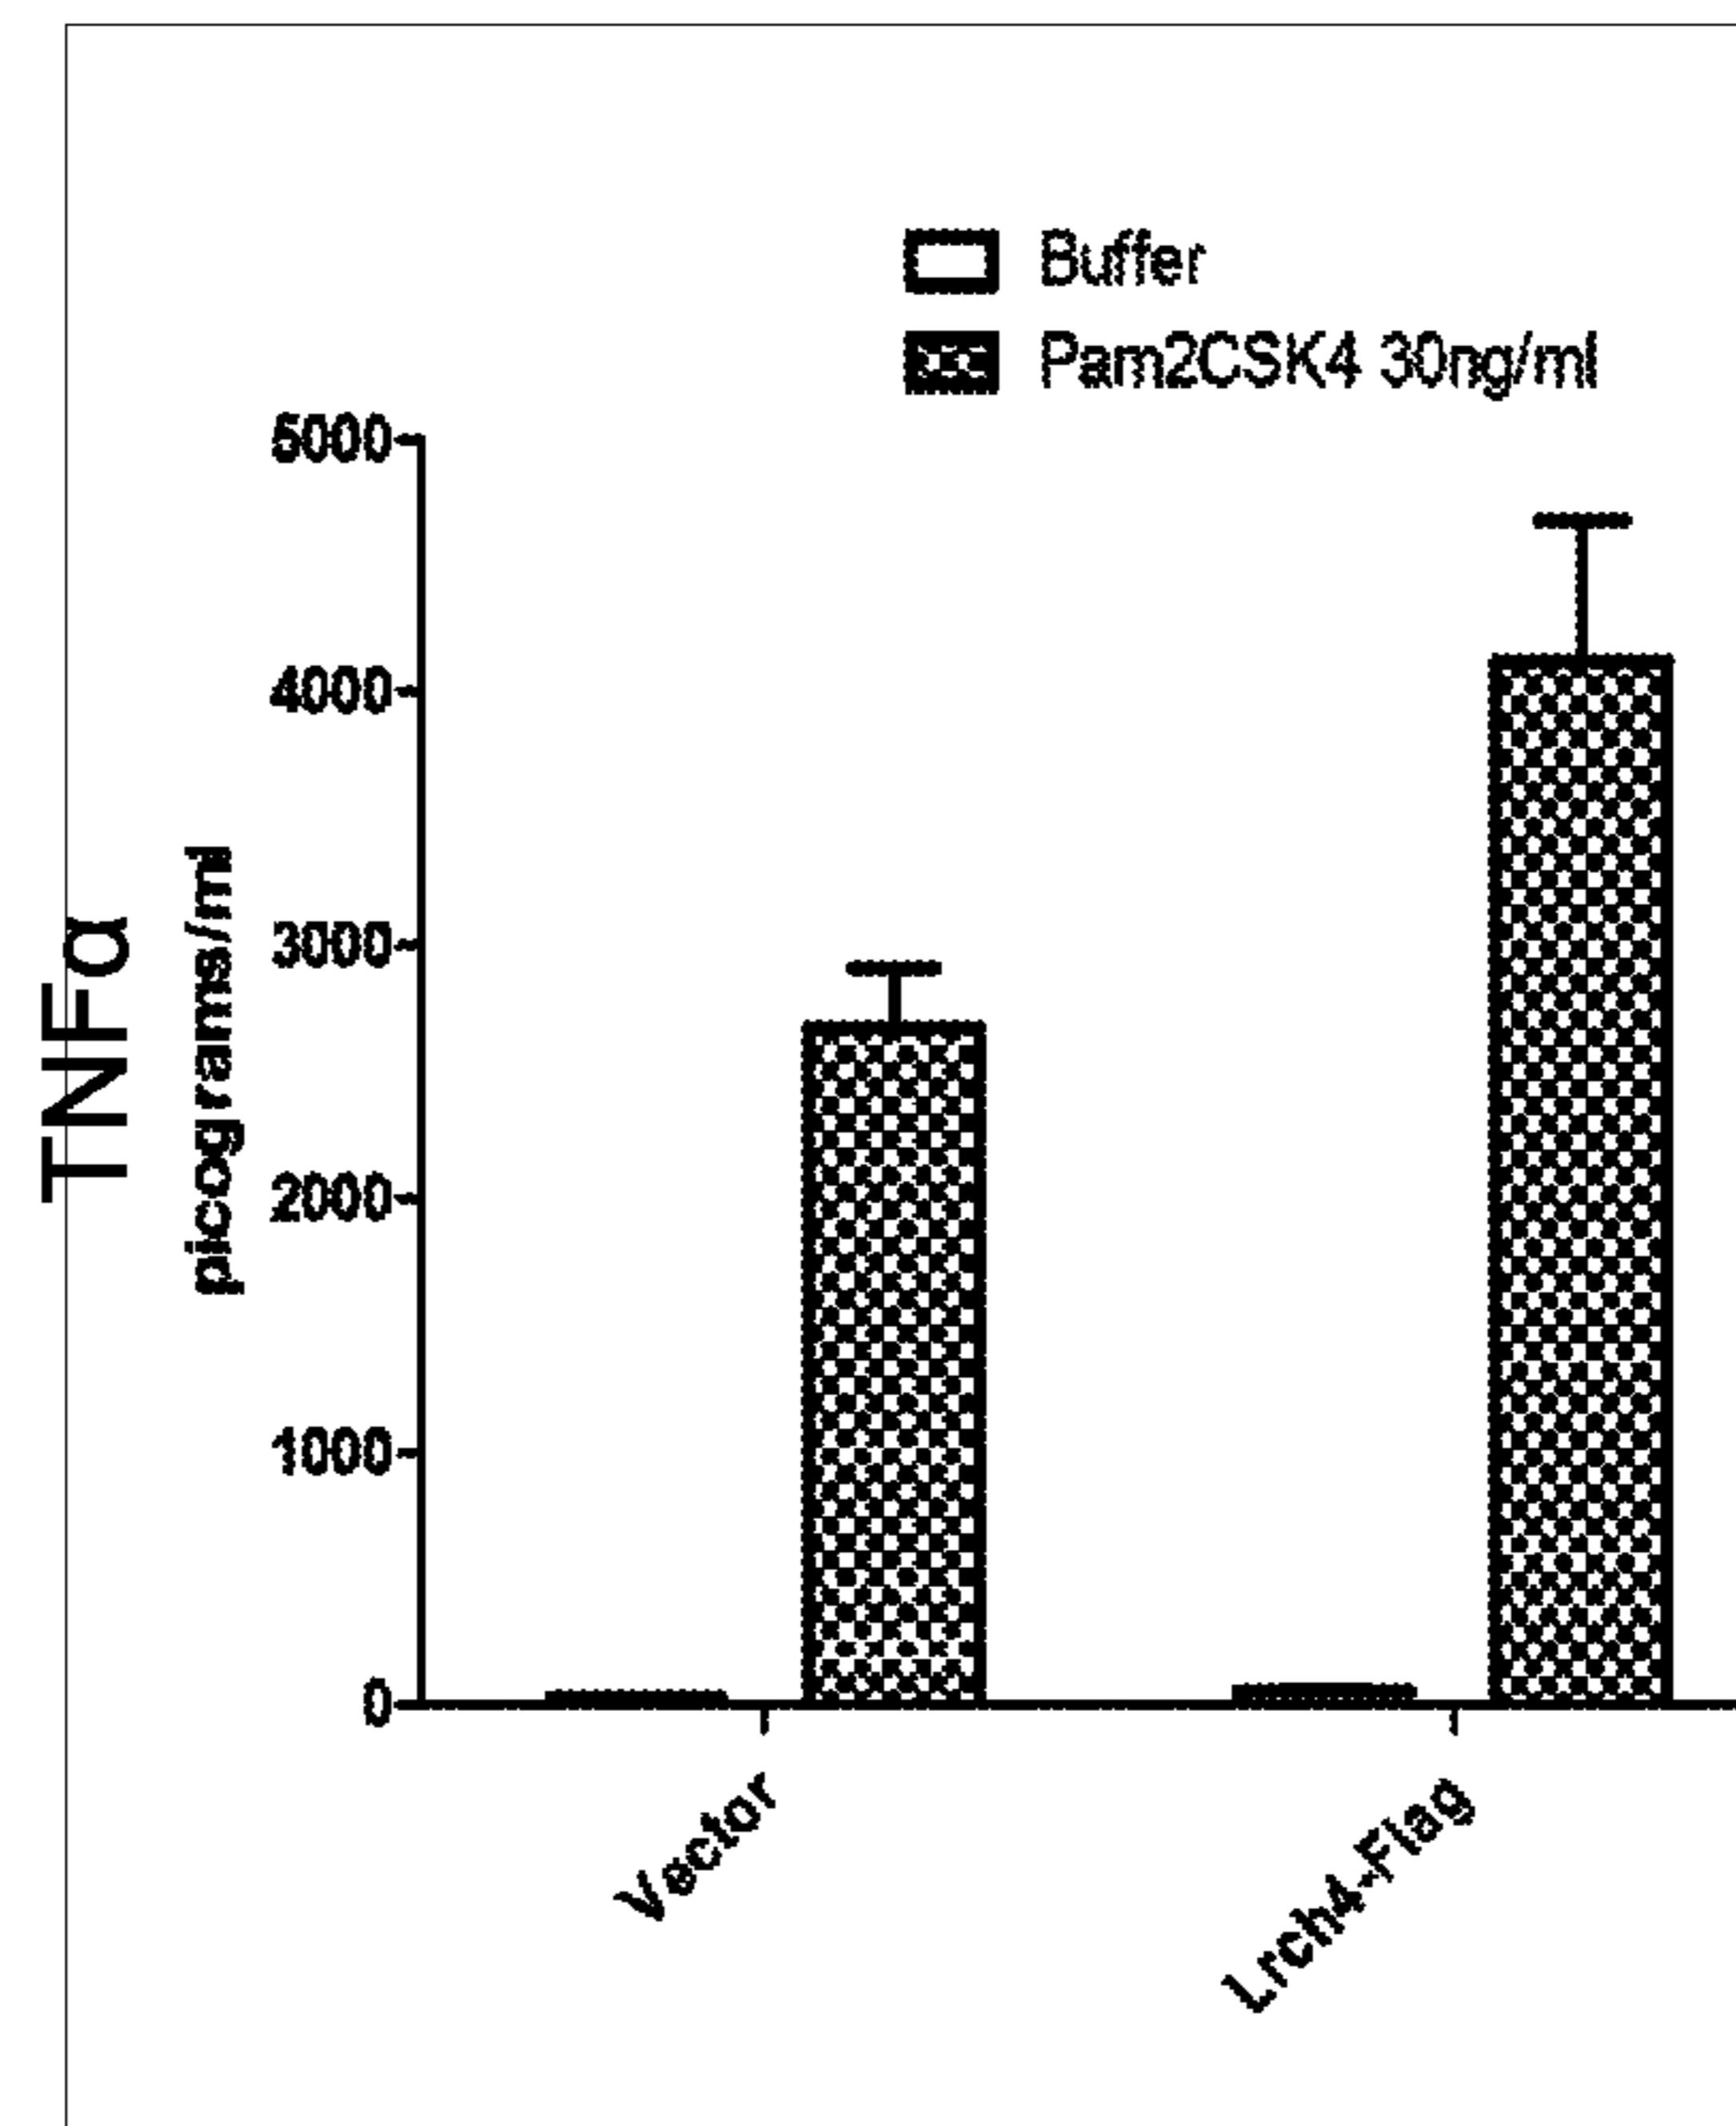 Buffer
Pam2CSK4 30ng/ml
5000
4000
3000
2000
1000
0
TNFα
picograms/ml
Vector
Lrch4-Flag